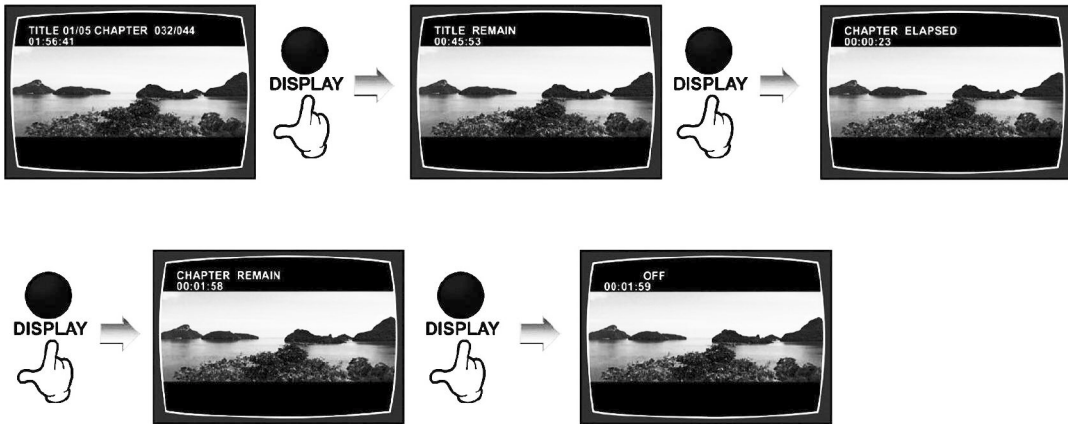 TITLE 01/05 CHAPTER 032/044
01:56:41
DISPLAY
TITLE REMAIN
00:45:53
DISPLAY
CHAPTER ELAPSED
00:00:23
DISPLAY
CHAPTER REMAIN
00:01:58
DISPLAY
OFF
00:01:59